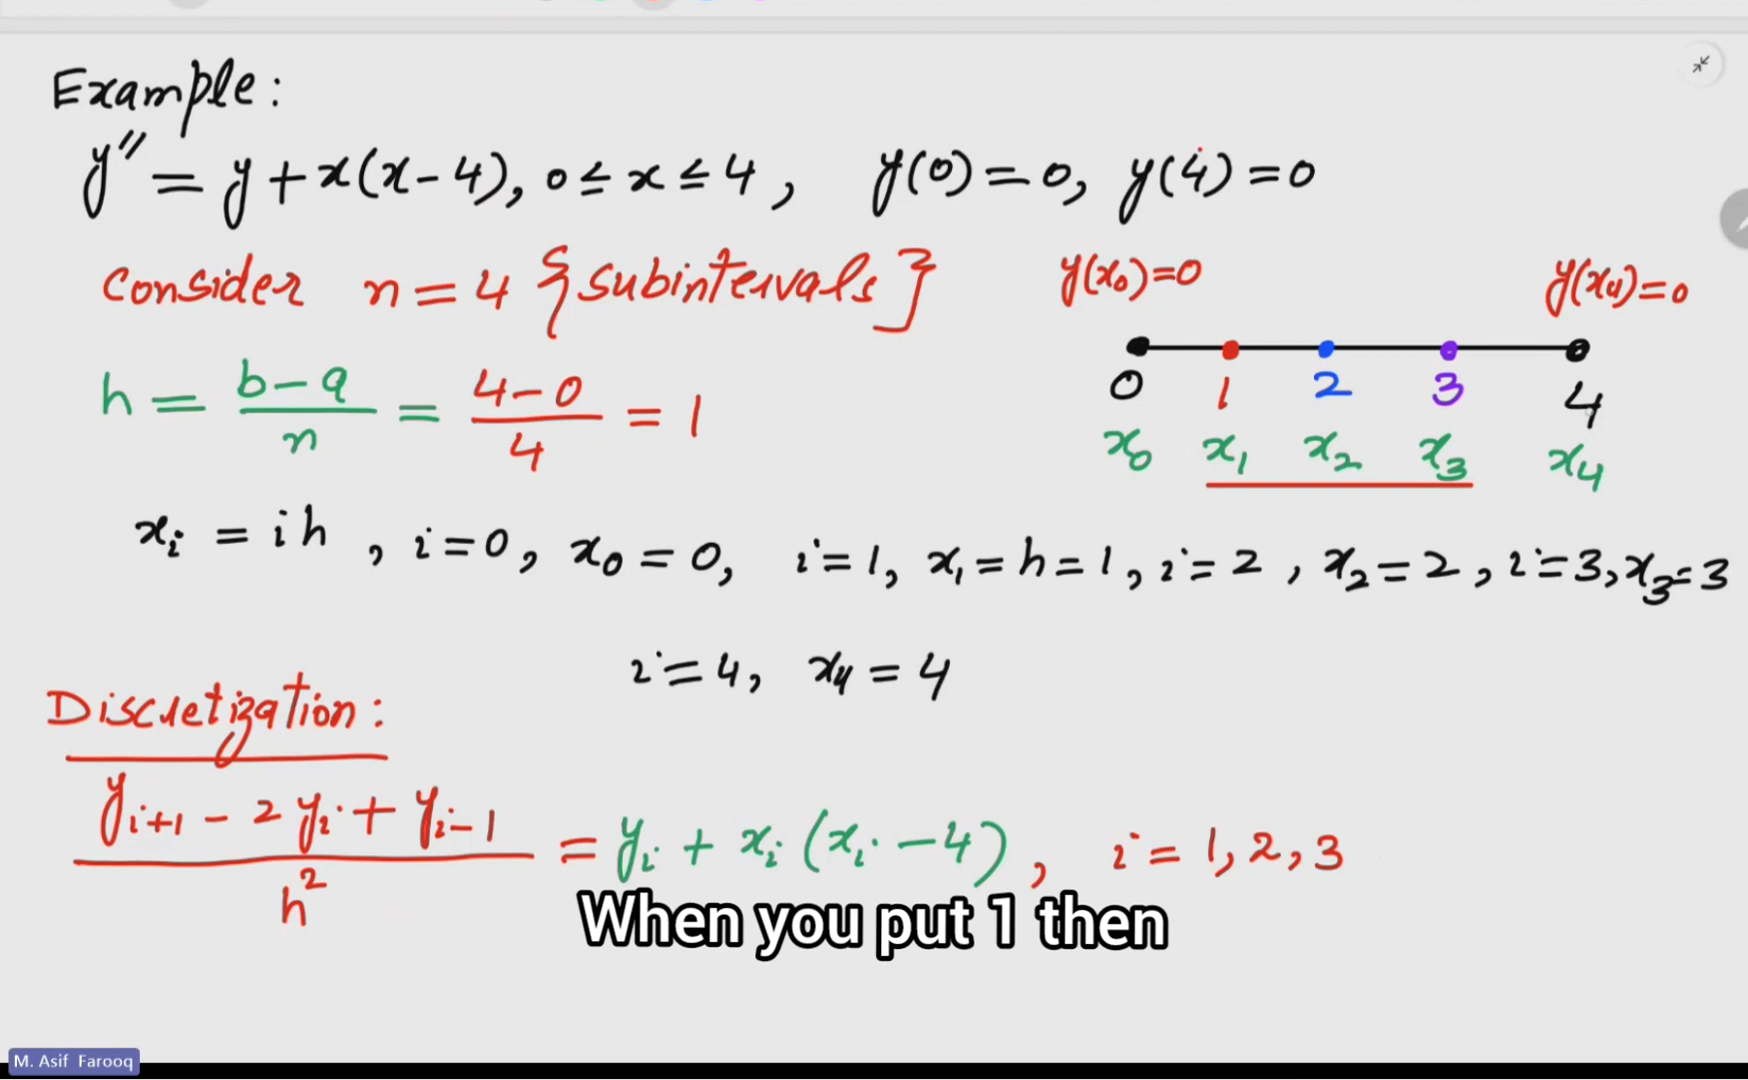 Example:
y'' = y + x(x-4), 0 ≤ x ≤ 4, y(0) = 0, y(4) = 0
Consider n = 4 {subintervals}
y(x₀)=0 y(x₄)=0
0 1 2 3 4
x₀ x₁ x₂ x₃ x₄
h = (b-a)/n = (4-0)/4 = 1
xᵢ = ih, i=0, x₀ = 0, i=1, x₁ = h = 1, i=2, x₂ = 2, i=3, x₃=3
i=4, x₄ = 4
Discretization:
(yᵢ₊₁ - 2yᵢ + yᵢ₋₁)/h² = yᵢ + xᵢ(xᵢ-4), i = 1, 2, 3
When you put 1 then
M. Asif Farooq